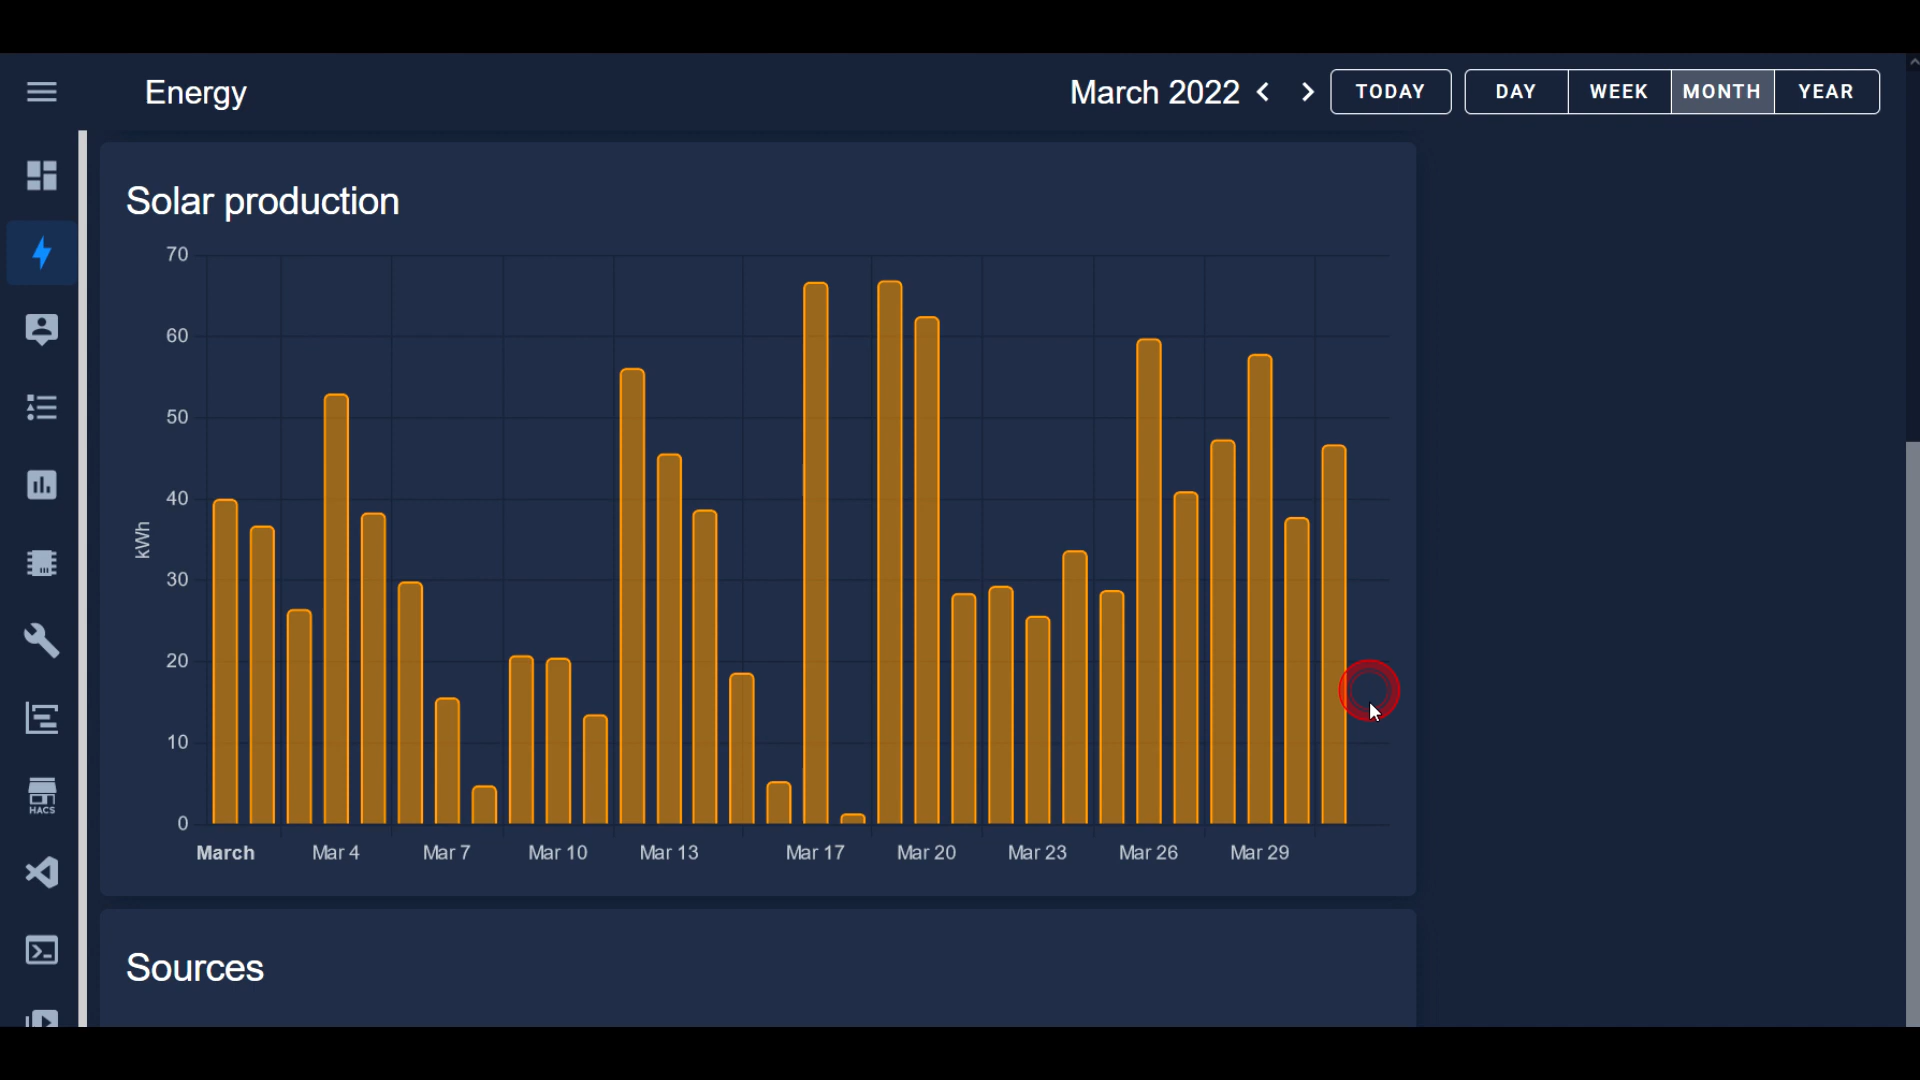 Energy
March 2022
TODAY
DAY
WEEK
MONTH
YEAR
Solar production
70
60
50
40
30
20
10
0
kWh
March
Mar 4
Mar 7
Mar 10
Mar 13
Mar 17
Mar 20
Mar 23
Mar 26
Mar 29
HACS
Sources